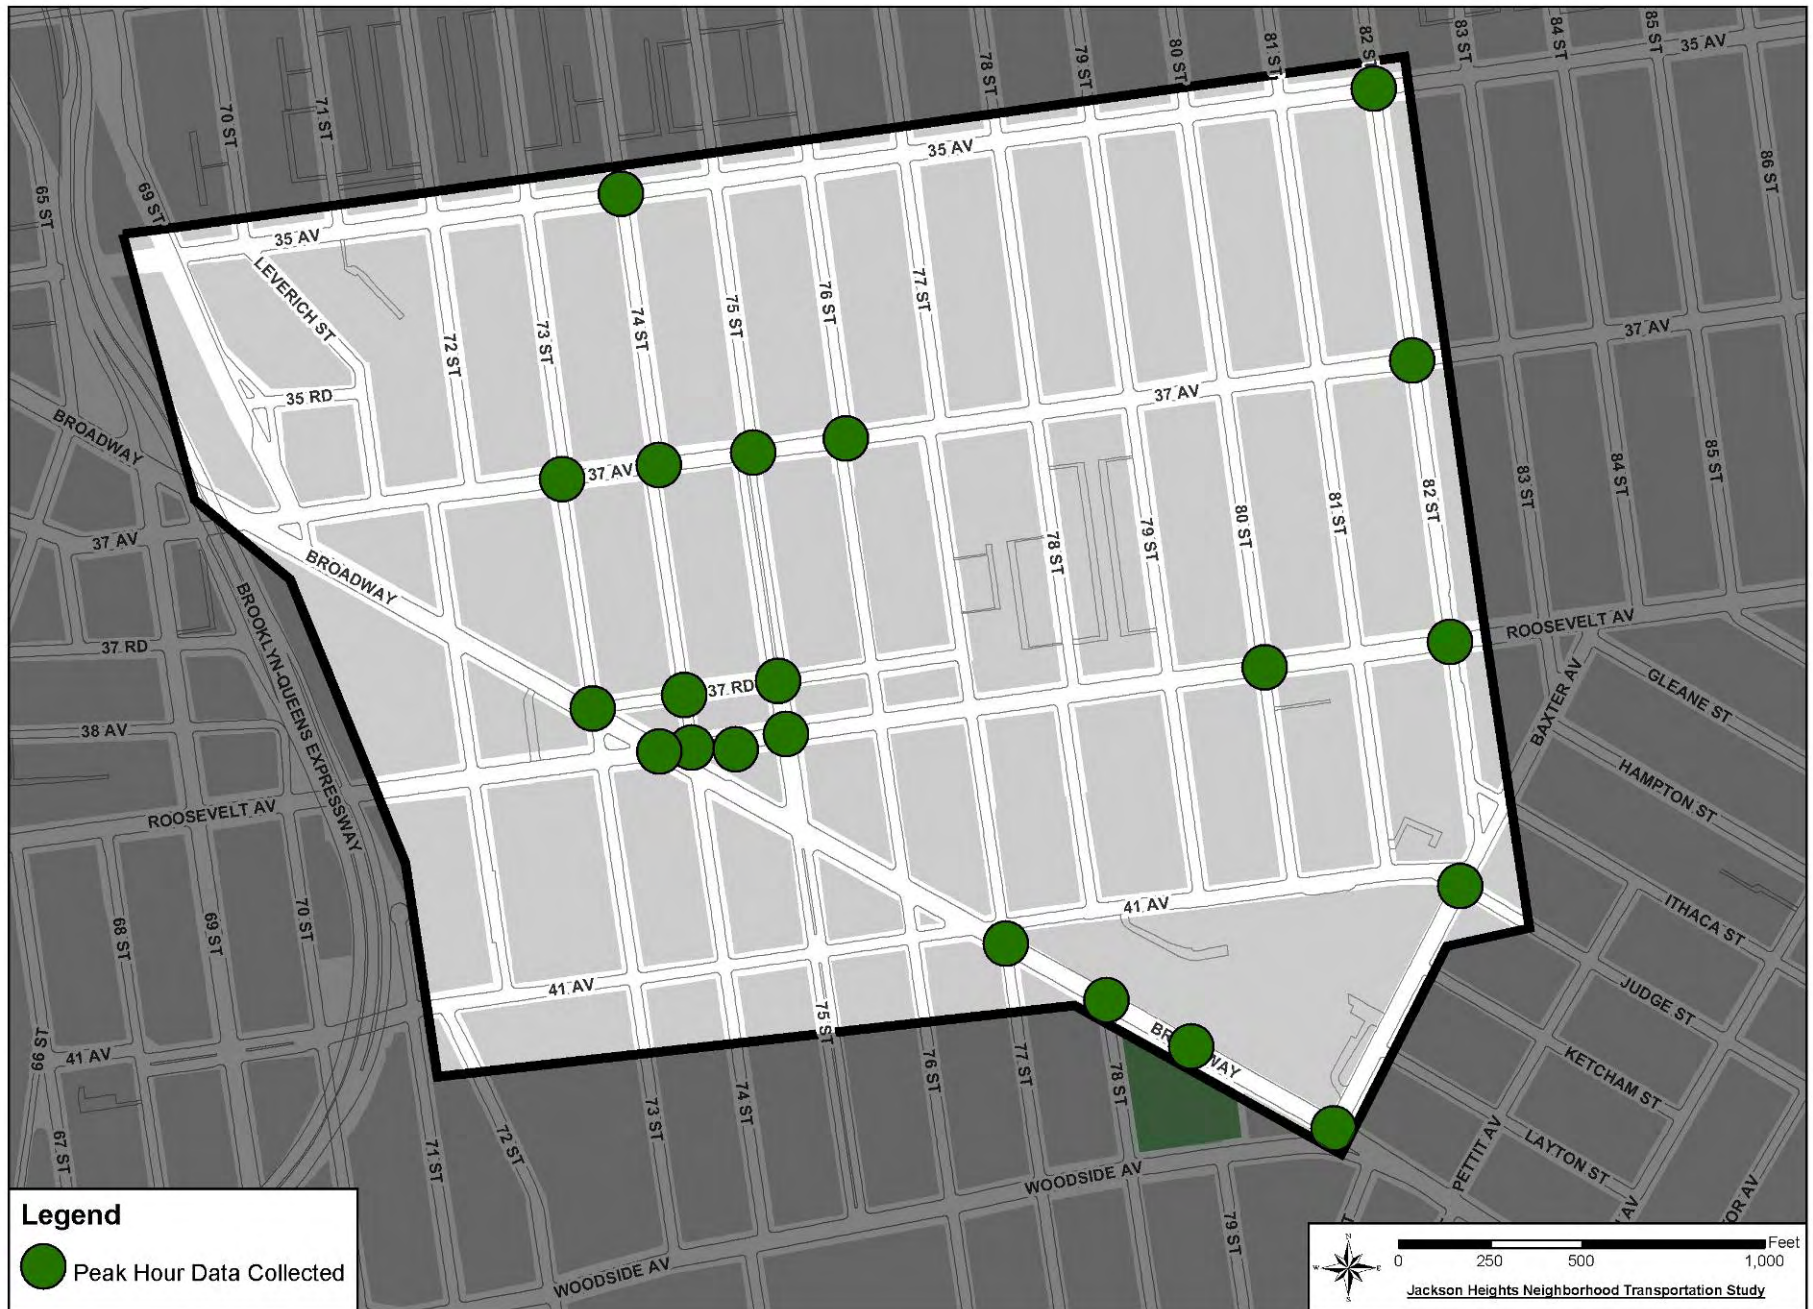 70 ST
71 ST
78 ST
79 ST
80 ST
81 ST
82 ST
83 ST
84 ST
85 ST
35 AV
65 ST
69 ST
35 AV
86 ST
35 AV
LEVERICH ST
72 ST
73 ST
74 ST
75 ST
76 ST
77 ST
37 AV
35 RD
37 AV
BROADWAY
37 AV
37 AV
BROADWAY
78 ST
79 ST
80 ST
81 ST
82 ST
83 ST
84 ST
85 ST
BROOKLYN-QUEENS EXPRESSWAY
37 RD
37 RD
ROOSEVELT AV
BAXTER AV
GLEANE ST
38 AV
HAMPTON ST
ROOSEVELT AV
68 ST
69 ST
70 ST
41 AV
ITHACA ST
41 AV
JUDGE ST
75 ST
66 ST
41 AV
76 ST
77 ST
78 ST
KETCHAM ST
67 ST
71 ST
72 ST
73 ST
74 ST
PETTIT AV
LAYTON ST
WOODSIDE AV
79 ST
WOODSIDE AV
Legend
Peak Hour Data Collected
N
W E
S
Feet
0 250 500 1,000
Jackson Heights Neighborhood Transportation Study